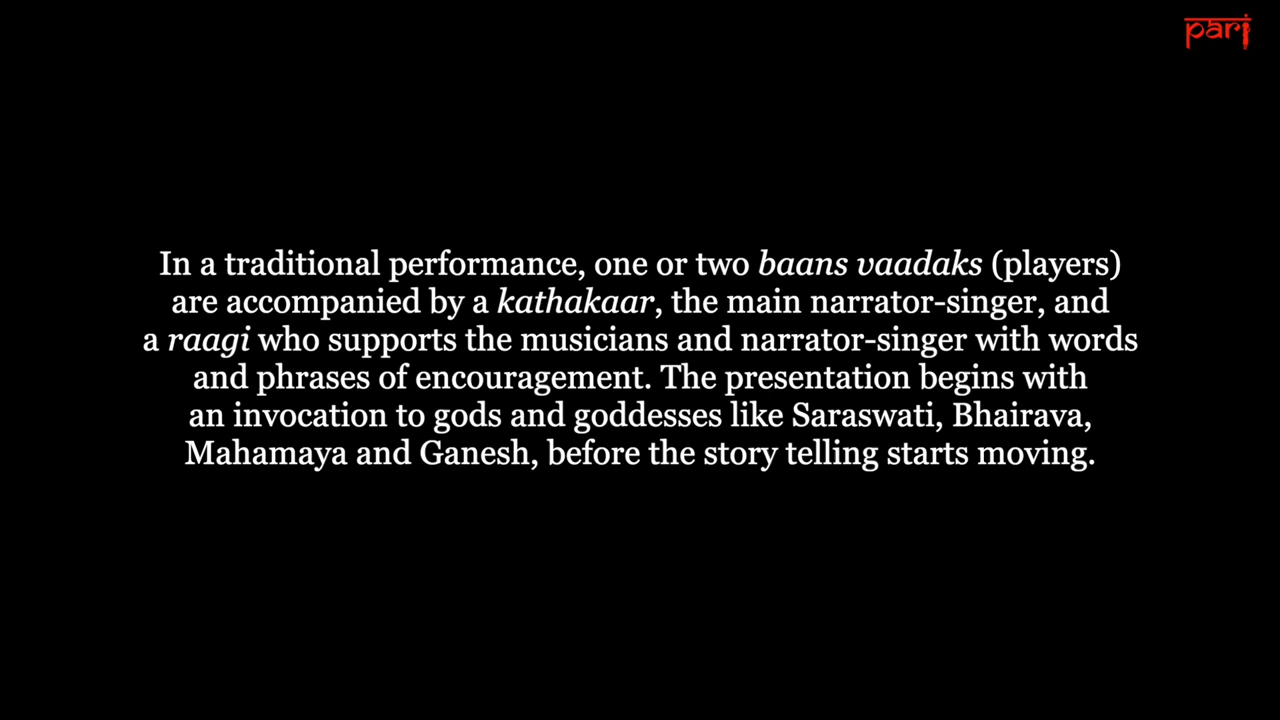 pari
In a traditional performance, one or two baans vaadaks (players)
are accompanied by a kathakaar, the main narrator-singer, and
a raagi who supports the musicians and narrator-singer with words
and phrases of encouragement. The presentation begins with
an invocation to gods and goddesses like Saraswati, Bhairava,
Mahamaya and Ganesh, before the story telling starts moving.